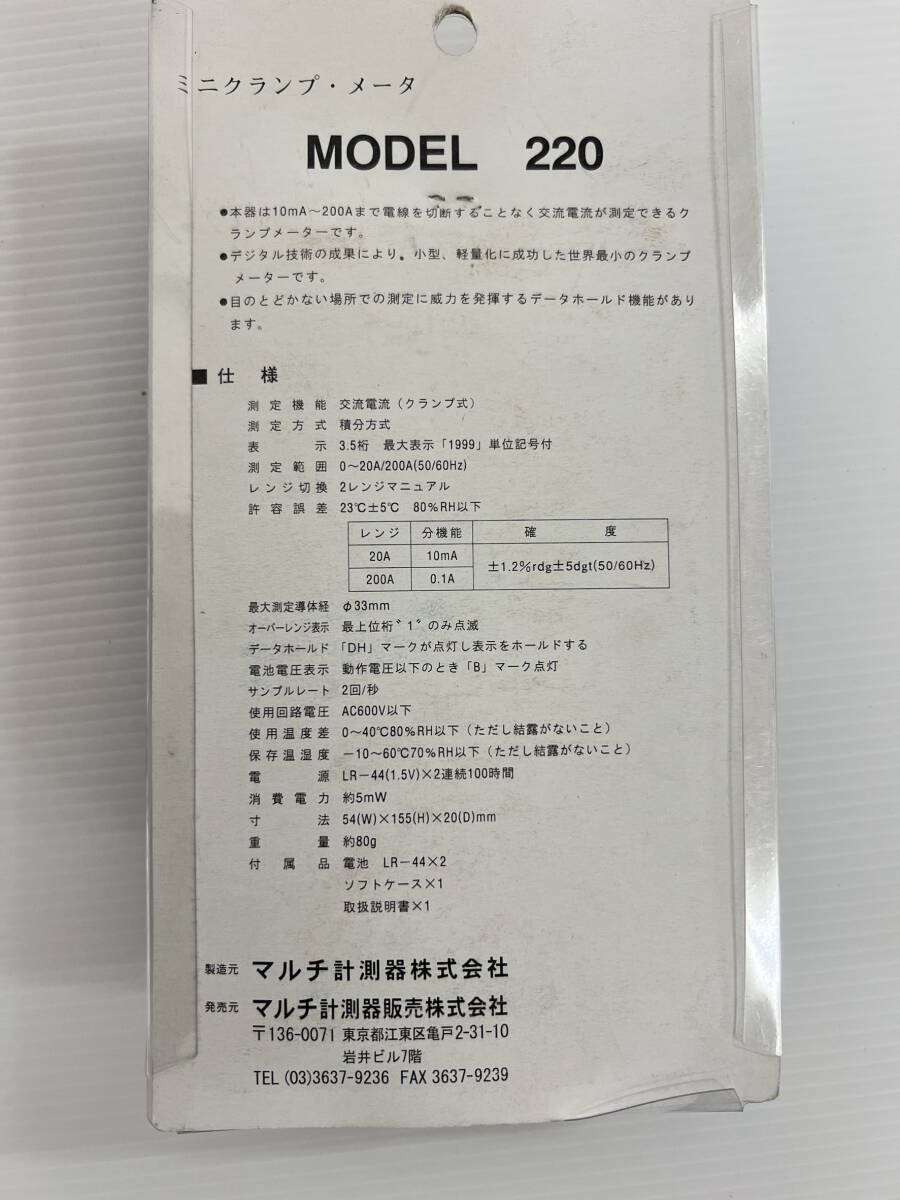 ミニクランプ・メータ
MODEL 220
●本器は10mA～200Aまで電線を切断することなく交流電流が測定できるク
ランプメーターです。
●デジタル技術の成果により、小型、軽量化に成功した世界最小のクランプ
メーターです。
●目のとどかない場所での測定に威力を発揮するデータホールド機能があり
ます。
■仕 様
測定機能 交流電流（クランプ式）
測定方式 積分方式
表 示 3.5桁 最大表示「1999」単位記号付
測定範囲 0～20A/200A(50/60Hz)
レンジ切換 2レンジマニュアル
許容誤差 23℃±5℃ 80%RH以下
レンジ 分機能 確 度
20A 10mA ±1.2%rdg±5dgt(50/60Hz)
200A 0.1A
最大測定導体経 φ33mm
オーバーレンジ表示 最上位桁"1"のみ点滅
データホールド 「DH」マークが点灯し表示をホールドする
電池電圧表示 動作電圧以下のとき「B」マーク点灯
サンプルレート 2回/秒
使用回路電圧 AC600V以下
使用温度差 0～40℃80%RH以下（ただし結露がないこと）
保存温湿度 －10～60℃70%RH以下（ただし結露がないこと）
電 源 LR－44(1.5V)×2連続100時間
消費電力 約5mW
寸 法 54(W)×155(H)×20(D)mm
重 量 約80g
付属品 電池 LR－44×2
ソフトケース×1
取扱説明書×1
製造元 マルチ計測器株式会社
発売元 マルチ計測器販売株式会社
〒136-0071 東京都江東区亀戸2-31-10
岩井ビル7階
TEL (03)3637-9236 FAX 3637-9239